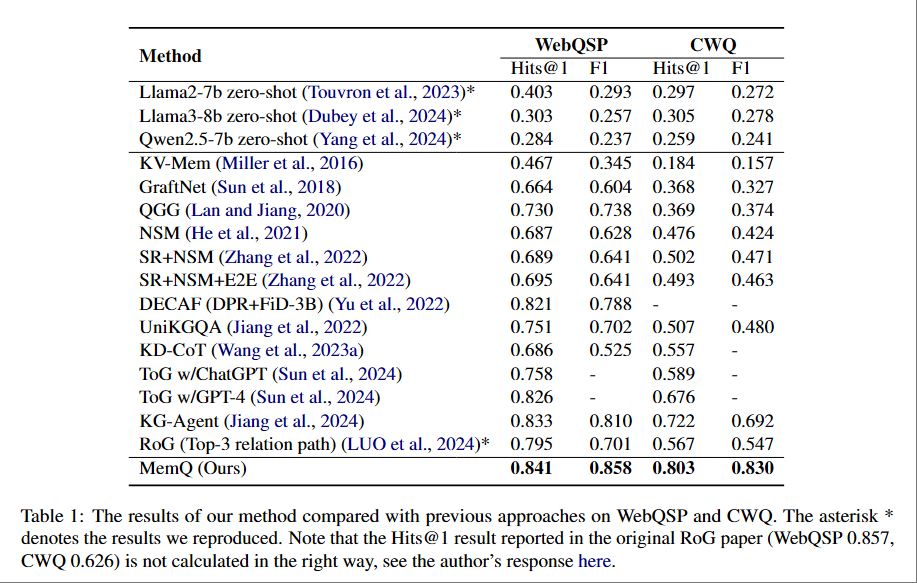 Method WebQSP CWQ
Hits@1 F1 Hits@1 F1
Llama2-7b zero-shot (Touvron et al., 2023)* 0.403 0.293 0.297 0.272
Llama3-8b zero-shot (Dubey et al., 2024)* 0.303 0.257 0.305 0.278
Qwen2.5-7b zero-shot (Yang et al., 2024)* 0.284 0.237 0.259 0.241
KV-Mem (Miller et al., 2016) 0.467 0.345 0.184 0.157
GraftNet (Sun et al., 2018) 0.664 0.604 0.368 0.327
QGG (Lan and Jiang, 2020) 0.730 0.738 0.369 0.374
NSM (He et al., 2021) 0.687 0.628 0.476 0.424
SR+NSM (Zhang et al., 2022) 0.689 0.641 0.502 0.471
SR+NSM+E2E (Zhang et al., 2022) 0.695 0.641 0.493 0.463
DECAF (DPR+FiD-3B) (Yu et al., 2022) 0.821 0.788 - -
UniKGQA (Jiang et al., 2022) 0.751 0.702 0.507 0.480
KD-CoT (Wang et al., 2023a) 0.686 0.525 0.557 -
ToG w/ChatGPT (Sun et al., 2024) 0.758 - 0.589 -
ToG w/GPT-4 (Sun et al., 2024) 0.826 - 0.676 -
KG-Agent (Jiang et al., 2024) 0.833 0.810 0.722 0.692
RoG (Top-3 relation path) (LUO et al., 2024)* 0.795 0.701 0.567 0.547
MemQ (Ours) 0.841 0.858 0.803 0.830
Table 1: The results of our method compared with previous approaches on WebQSP and CWQ. The asterisk *
denotes the results we reproduced. Note that the Hits@1 result reported in the original RoG paper (WebQSP 0.857,
CWQ 0.626) is not calculated in the right way, see the author's response here.